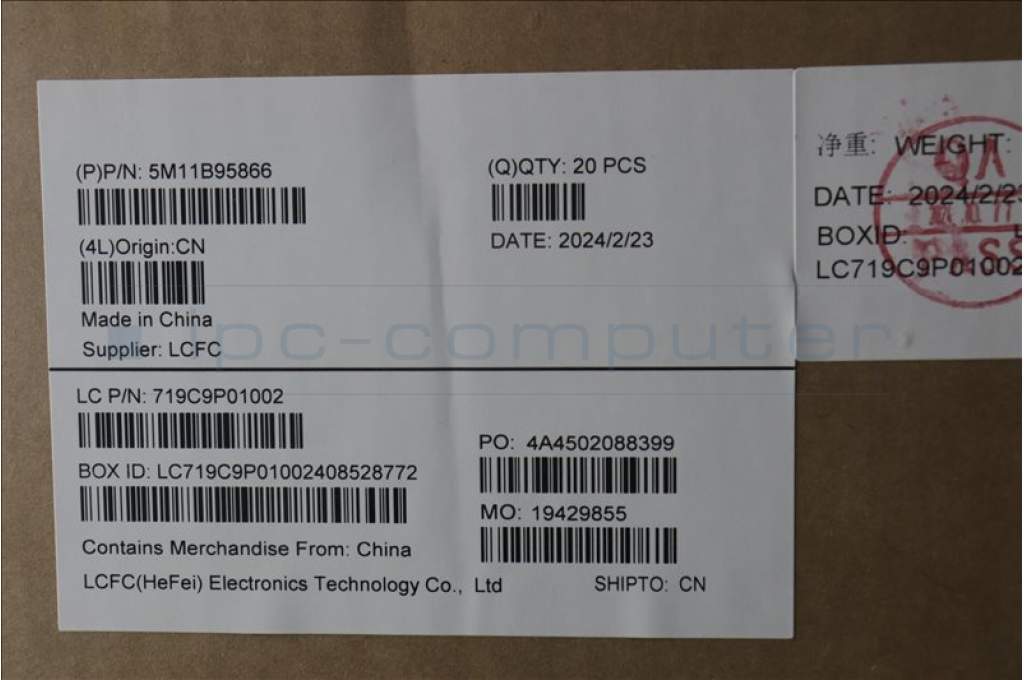 (P)P/N: 5M11B95866
(Q)QTY: 20 PCS
(4L)Origin:CN
DATE: 2024/2/23
Made in China
Supplier: LCFC
LC P/N: 719C9P01002
PO: 4A4502088399
BOX ID: LC719C9P01002408528772
MO: 19429855
Contains Merchandise From: China
LCFC(HeFei) Electronics Technology Co., Ltd
SHIPTO: CN
净重: WEIGHT:
DATE: 2024/2/23
BOXID:
LC719C9P01002
QA
PASS
pc-computer